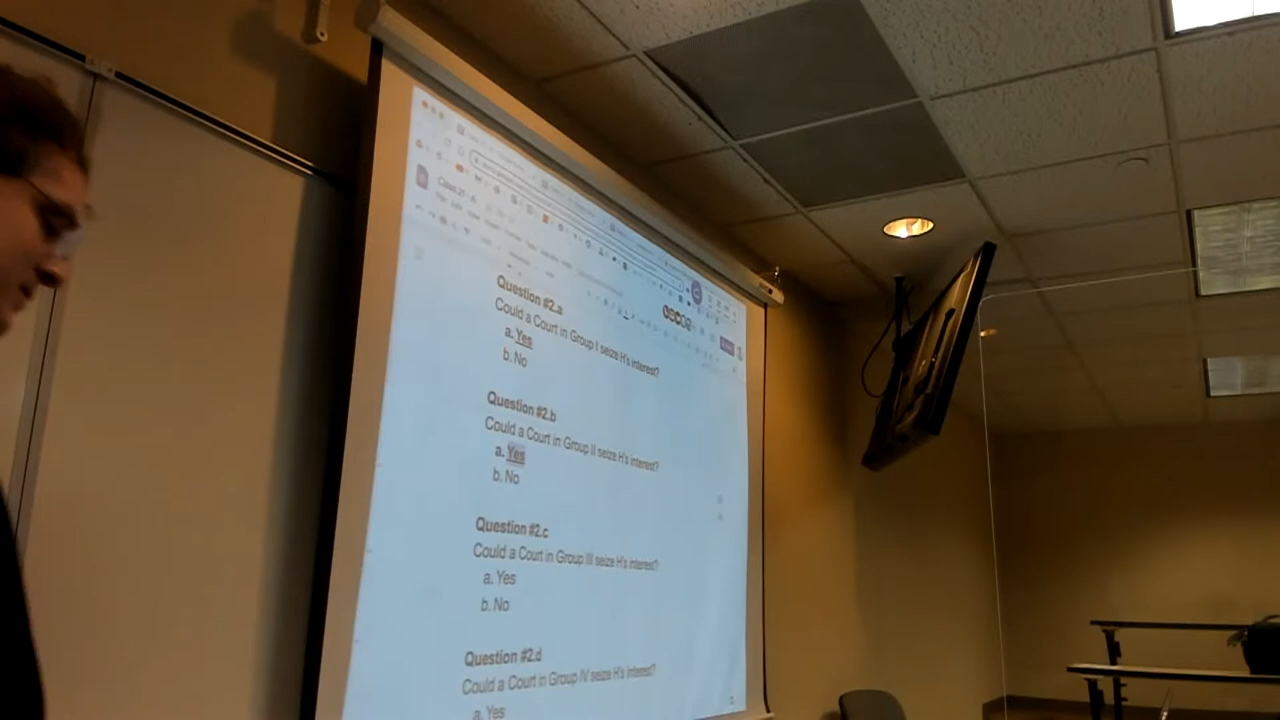 Question #2.a
Could a Court in Group I seize H's interest?
a. Yes
b. No
Question #2.b
Could a Court in Group II seize H's interest?
a. Yes
b. No
Question #2.c
Could a Court in Group III seize H's interest?
a. Yes
b. No
Question #2.d
Could a Court in Group IV seize H's interest?
a. Yes